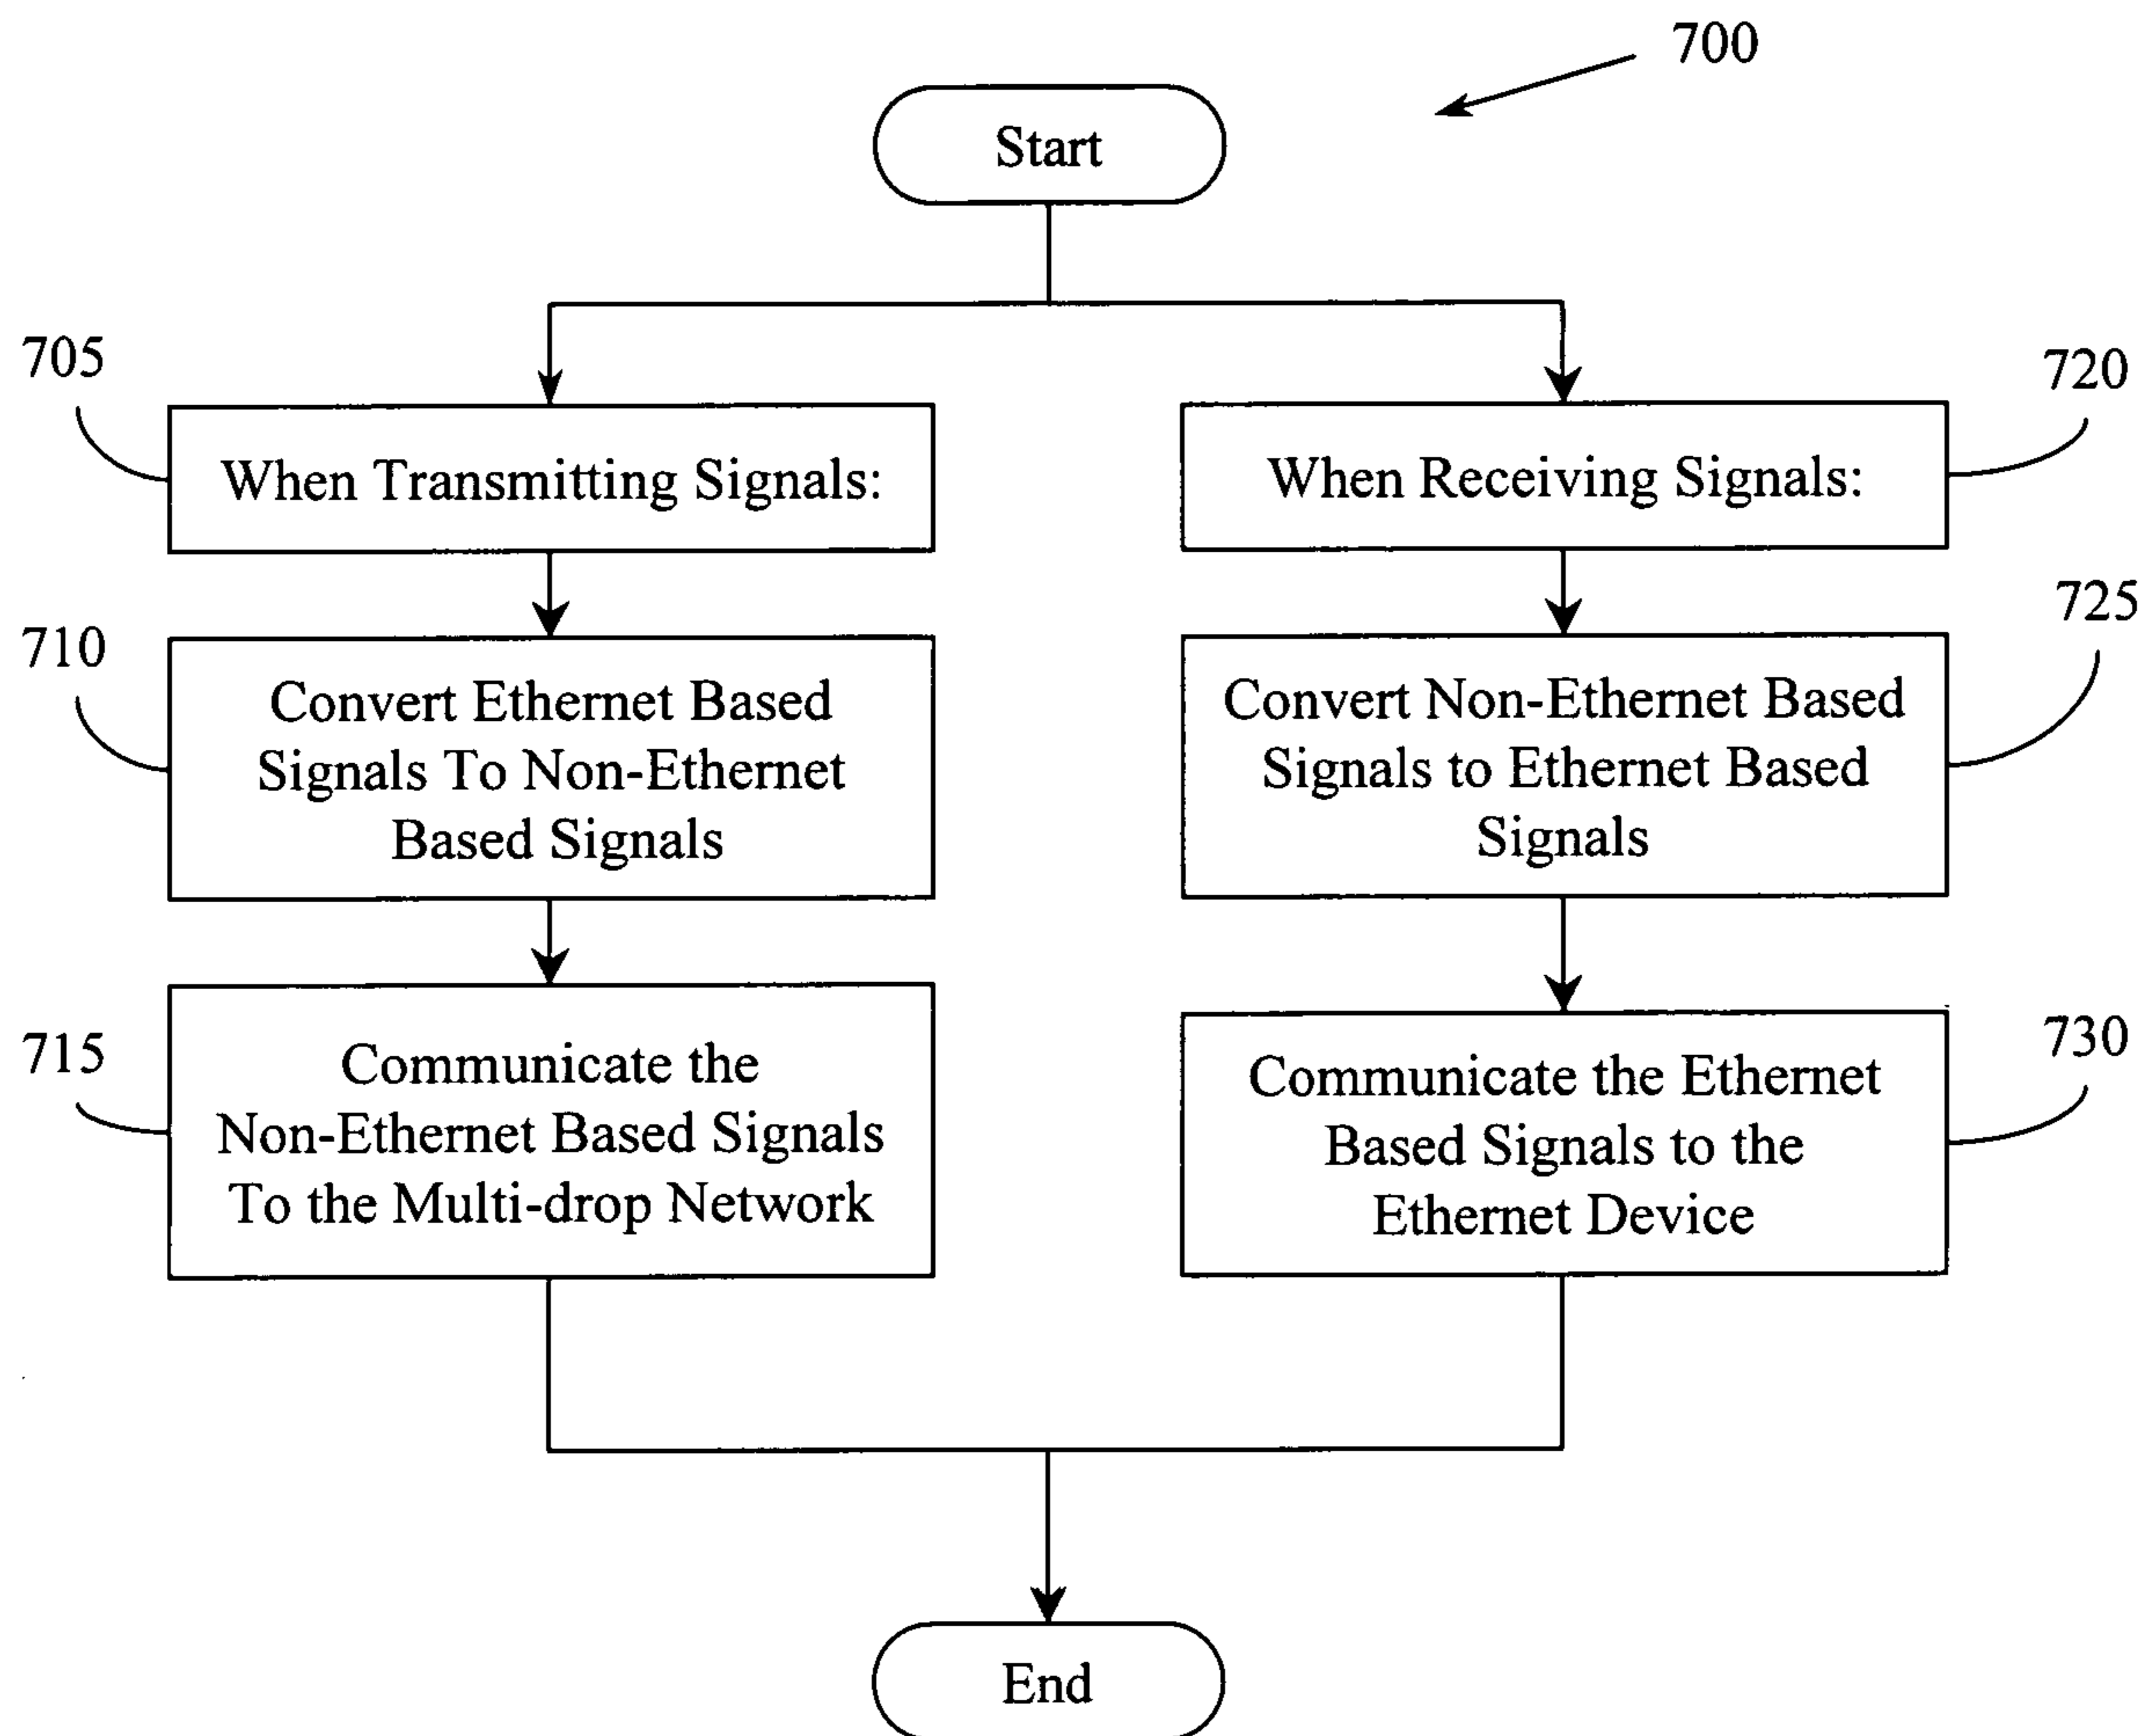 700
Start
705
When Transmitting Signals:
720
When Receiving Signals:
710
Convert Ethernet Based
Signals To Non-Ethernet
Based Signals
725
Convert Non-Ethernet Based
Signals to Ethernet Based
Signals
715
Communicate the
Non-Ethernet Based Signals
To the Multi-drop Network
730
Communicate the Ethernet
Based Signals to the
Ethernet Device
End